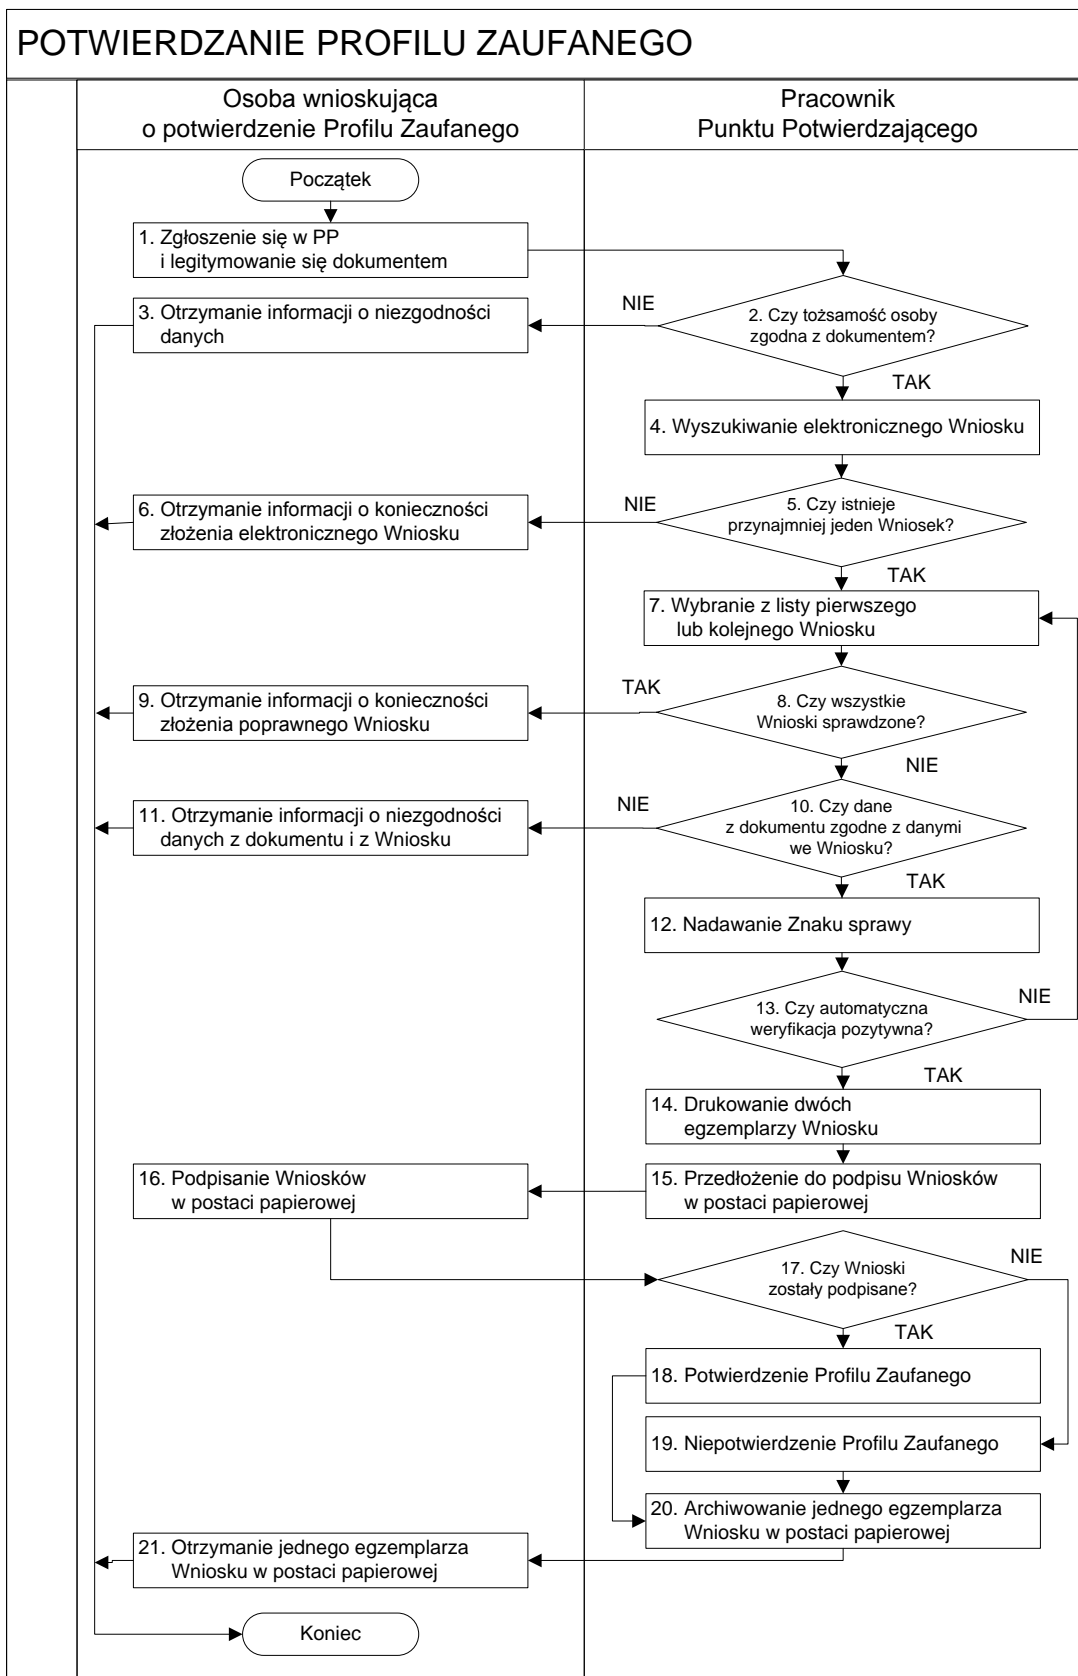 POTWIERDZANIE PROFILU ZAUFANEGO
Osoba wnioskująca
o potwierdzenie Profilu Zaufanego
Pracownik
Punktu Potwierdzającego
Początek
1. Zgłoszenie się w PP
i legitymowanie się dokumentem
2. Czy tożsamość osoby
zgodna z dokumentem?
NIE
3. Otrzymanie informacji o niezgodności
danych
TAK
4. Wyszukiwanie elektronicznego Wniosku
5. Czy istnieje
przynajmniej jeden Wniosek?
NIE
6. Otrzymanie informacji o konieczności
złożenia elektronicznego Wniosku
TAK
7. Wybranie z listy pierwszego
lub kolejnego Wniosku
8. Czy wszystkie
Wnioski sprawdzone?
TAK
9. Otrzymanie informacji o konieczności
złożenia poprawnego Wniosku
NIE
10. Czy dane
z dokumentu zgodne z danymi
we Wniosku?
NIE
11. Otrzymanie informacji o niezgodności
danych z dokumentu i z Wniosku
TAK
12. Nadawanie Znaku sprawy
13. Czy automatyczna
weryfikacja pozytywna?
NIE
TAK
14. Drukowanie dwóch
egzemplarzy Wniosku
15. Przedłożenie do podpisu Wniosków
w postaci papierowej
16. Podpisanie Wniosków
w postaci papierowej
17. Czy Wnioski
zostały podpisane?
NIE
TAK
18. Potwierdzenie Profilu Zaufanego
19. Niepotwierdzenie Profilu Zaufanego
20. Archiwowanie jednego egzemplarza
Wniosku w postaci papierowej
21. Otrzymanie jednego egzemplarza
Wniosku w postaci papierowej
Koniec